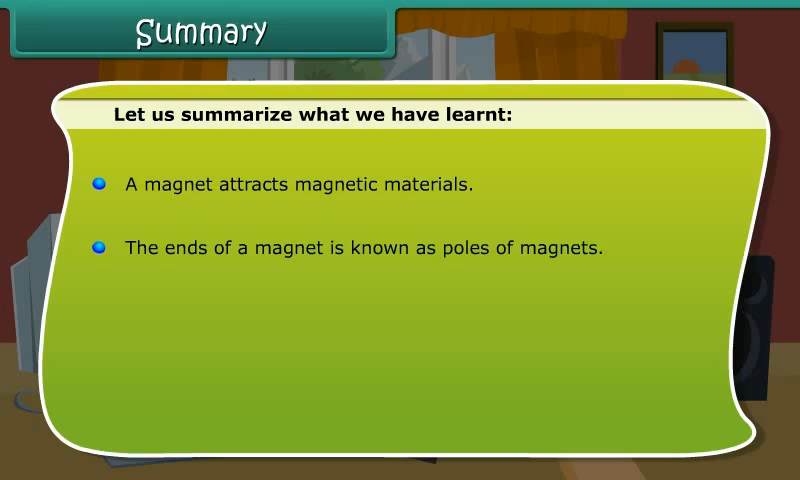 Summary
Let us summarize what we have learnt:
A magnet attracts magnetic materials.
The ends of a magnet is known as poles of magnets.